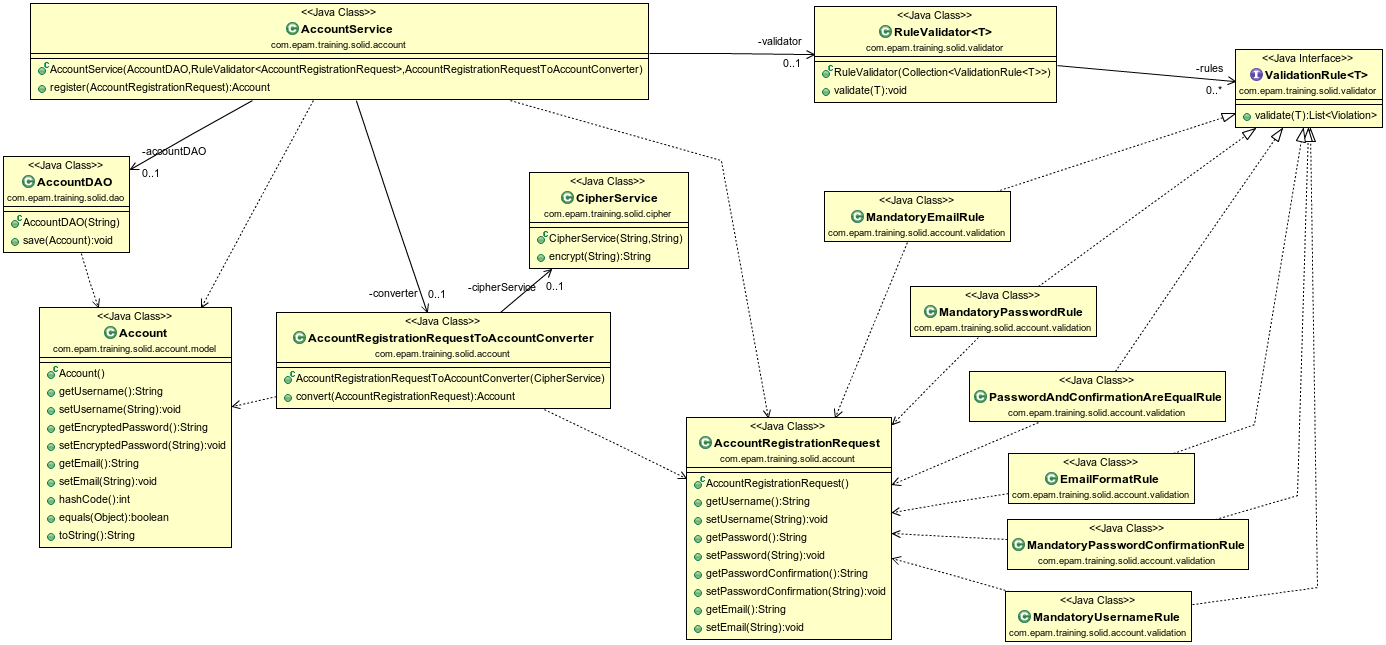 <<Java Class>>
AccountService
com.epam.training.solid.account
AccountService(AccountDAO,RuleValidator<AccountRegistrationRequest>,AccountRegistrationRequestToAccountConverter)
register(AccountRegistrationRequest):Account
-validator
0..1
<<Java Class>>
RuleValidator<T>
com.epam.training.solid.validator
RuleValidator(Collection<ValidationRule<T>>)
validate(T):void
-rules
0..*
<<Java Interface>>
ValidationRule<T>
com.epam.training.solid.validator
validate(T):List<Violation>
-accountDAO
0..1
<<Java Class>>
AccountDAO
com.epam.training.solid.dao
AccountDAO(String)
save(Account):void
<<Java Class>>
CipherService
com.epam.training.solid.cipher
CipherService(String,String)
encrypt(String):String
-converter
0..1
-cipherService
0..1
<<Java Class>>
MandatoryEmailRule
com.epam.training.solid.account.validation
<<Java Class>>
MandatoryPasswordRule
com.epam.training.solid.account.validation
<<Java Class>>
Account
com.epam.training.solid.account.model
Account()
getUsername():String
setUsername(String):void
getEncryptedPassword():String
setEncryptedPassword(String):void
getEmail():String
setEmail(String):void
hashCode():int
equals(Object):boolean
toString():String
<<Java Class>>
AccountRegistrationRequestToAccountConverter
com.epam.training.solid.account
AccountRegistrationRequestToAccountConverter(CipherService)
convert(AccountRegistrationRequest):Account
<<Java Class>>
PasswordAndConfirmationAreEqualRule
com.epam.training.solid.account.validation
<<Java Class>>
AccountRegistrationRequest
com.epam.training.solid.account
AccountRegistrationRequest()
getUsername():String
setUsername(String):void
getPassword():String
setPassword(String):void
getPasswordConfirmation():String
setPasswordConfirmation(String):void
getEmail():String
setEmail(String):void
<<Java Class>>
EmailFormatRule
com.epam.training.solid.account.validation
<<Java Class>>
MandatoryPasswordConfirmationRule
com.epam.training.solid.account.validation
<<Java Class>>
MandatoryUsernameRule
com.epam.training.solid.account.validation